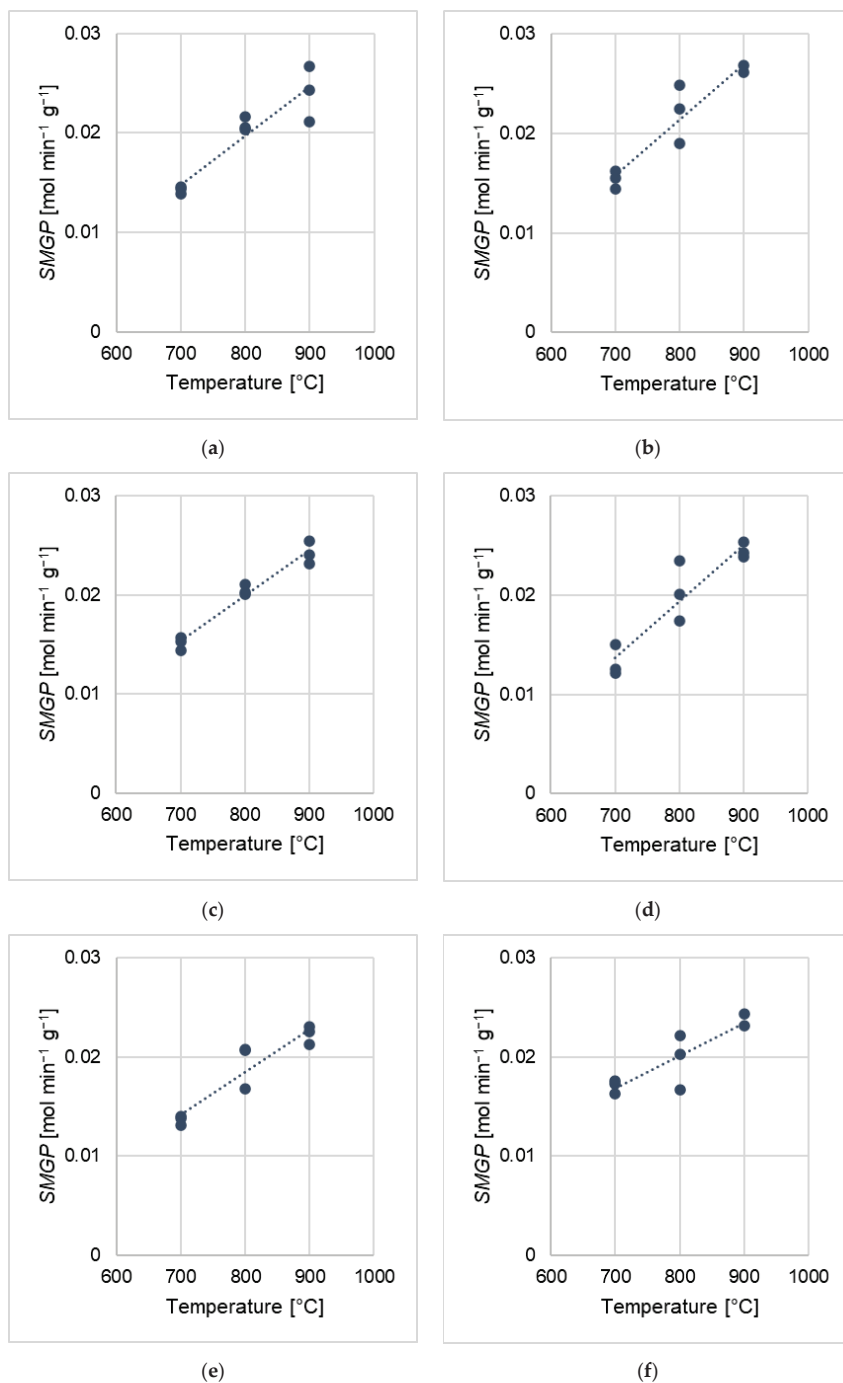 0.03
0.02
0.01
0
600 700 800 900 1000
SMGP [mol min⁻¹ g⁻¹]
Temperature [°C]
(a)
0.03
0.02
0.01
0
600 700 800 900 1000
SMGP [mol min⁻¹ g⁻¹]
Temperature [°C]
(b)
0.03
0.02
0.01
0
600 700 800 900 1000
SMGP [mol min⁻¹ g⁻¹]
Temperature [°C]
(c)
0.03
0.02
0.01
0
600 700 800 900 1000
SMGP [mol min⁻¹ g⁻¹]
Temperature [°C]
(d)
0.03
0.02
0.01
0
600 700 800 900 1000
SMGP [mol min⁻¹ g⁻¹]
Temperature [°C]
(e)
0.03
0.02
0.01
0
600 700 800 900 1000
SMGP [mol min⁻¹ g⁻¹]
Temperature [°C]
(f)